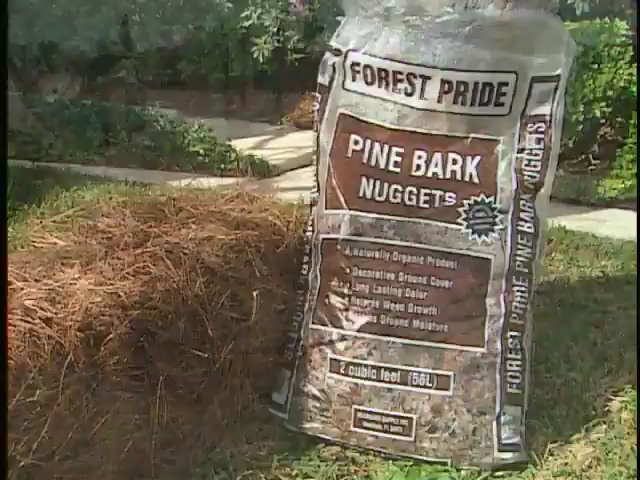 FOREST PRIDE
PINE BARK
NUGGETS
Naturally Organic Product
Decorative Ground Cover
Long Lasting Color
Weed Growth
Ground Moisture
2 cubic feet (56L)
FOREST PRIDE PINE BARK NUGGETS